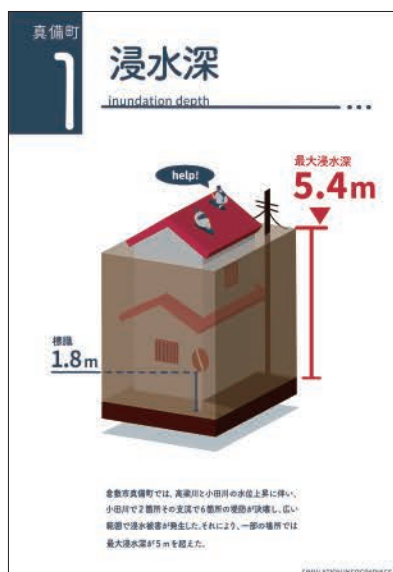 真備町
1
浸水深
inundation depth
help!
最大浸水深
5.4m
標識
1.8m
倉敷市真備町では、高梁川と小田川の水位上昇に伴い、
小田川で2箇所その支流で6箇所の堤防が決壊し、広い
範囲で浸水被害が発生した。それにより、一部の場所では
最大浸水深が5mを超えた。